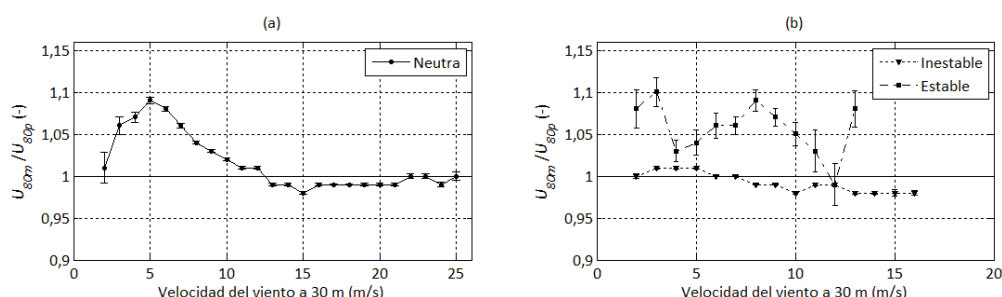 (a)
1,15
1,1
1,05
1
0,95
0,9
U80m /U80p (-)
0 5 10 15 20 25
Velocidad del viento a 30 m (m/s)
Neutra
(b)
1,15
1,1
1,05
1
0,95
0,9
U80m /U80p (-)
0 5 10 15 20
Velocidad del viento a 30 m (m/s)
Inestable
Estable